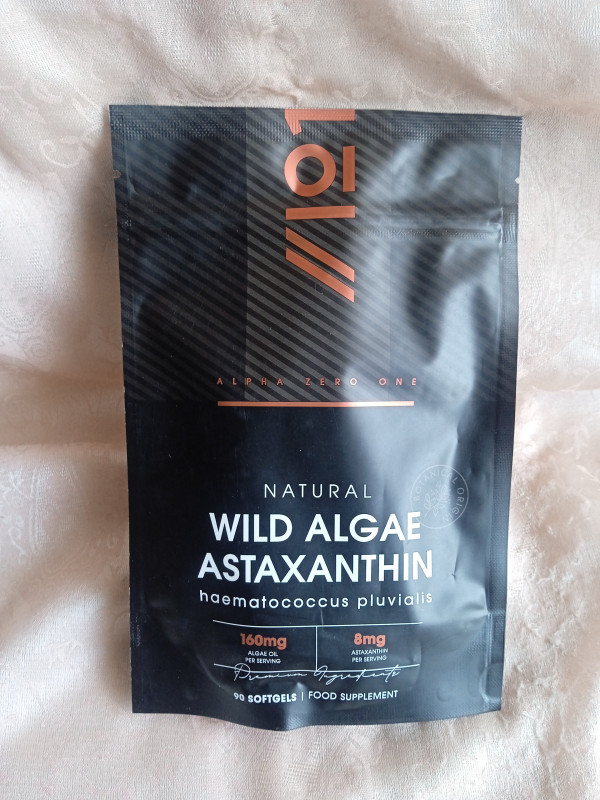 //01
ALPHA ZERO ONE
NATURAL
WILD ALGAE
ASTAXANTHIN
haematococcus pluvialis
160mg
ALGAE OIL
PER SERVING
8mg
ASTAXANTHIN
PER SERVING
Premium Ingredients
90 SOFTGELS | FOOD SUPPLEMENT